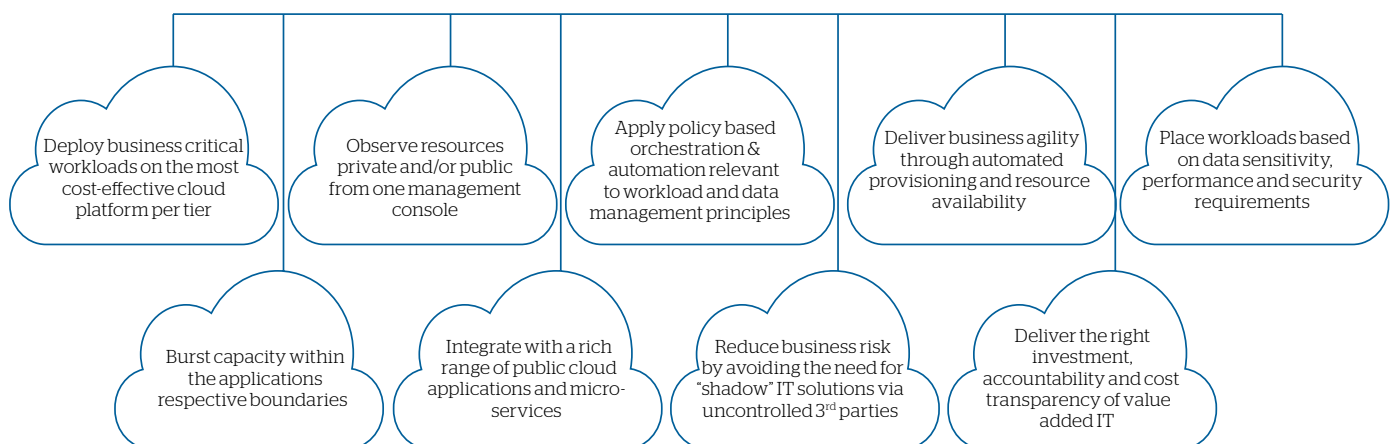 Deploy business critical
workloads on the most
cost-effective cloud
platform per tier
Observe resources
private and/or public
from one management
console
Apply policy based
orchestration &
automation relevant
to workload and data
management principles
Deliver business agility
through automated
provisioning and resource
availability
Place workloads based
on data sensitivity,
performance and security
requirements
Burst capacity within
the applications
respective boundaries
Integrate with a rich
range of public cloud
applications and micro-
services
Reduce business risk
by avoiding the need for
“shadow” IT solutions via
uncontrolled 3rd parties
Deliver the right
investment,
accountability and cost
transparency of value
added IT